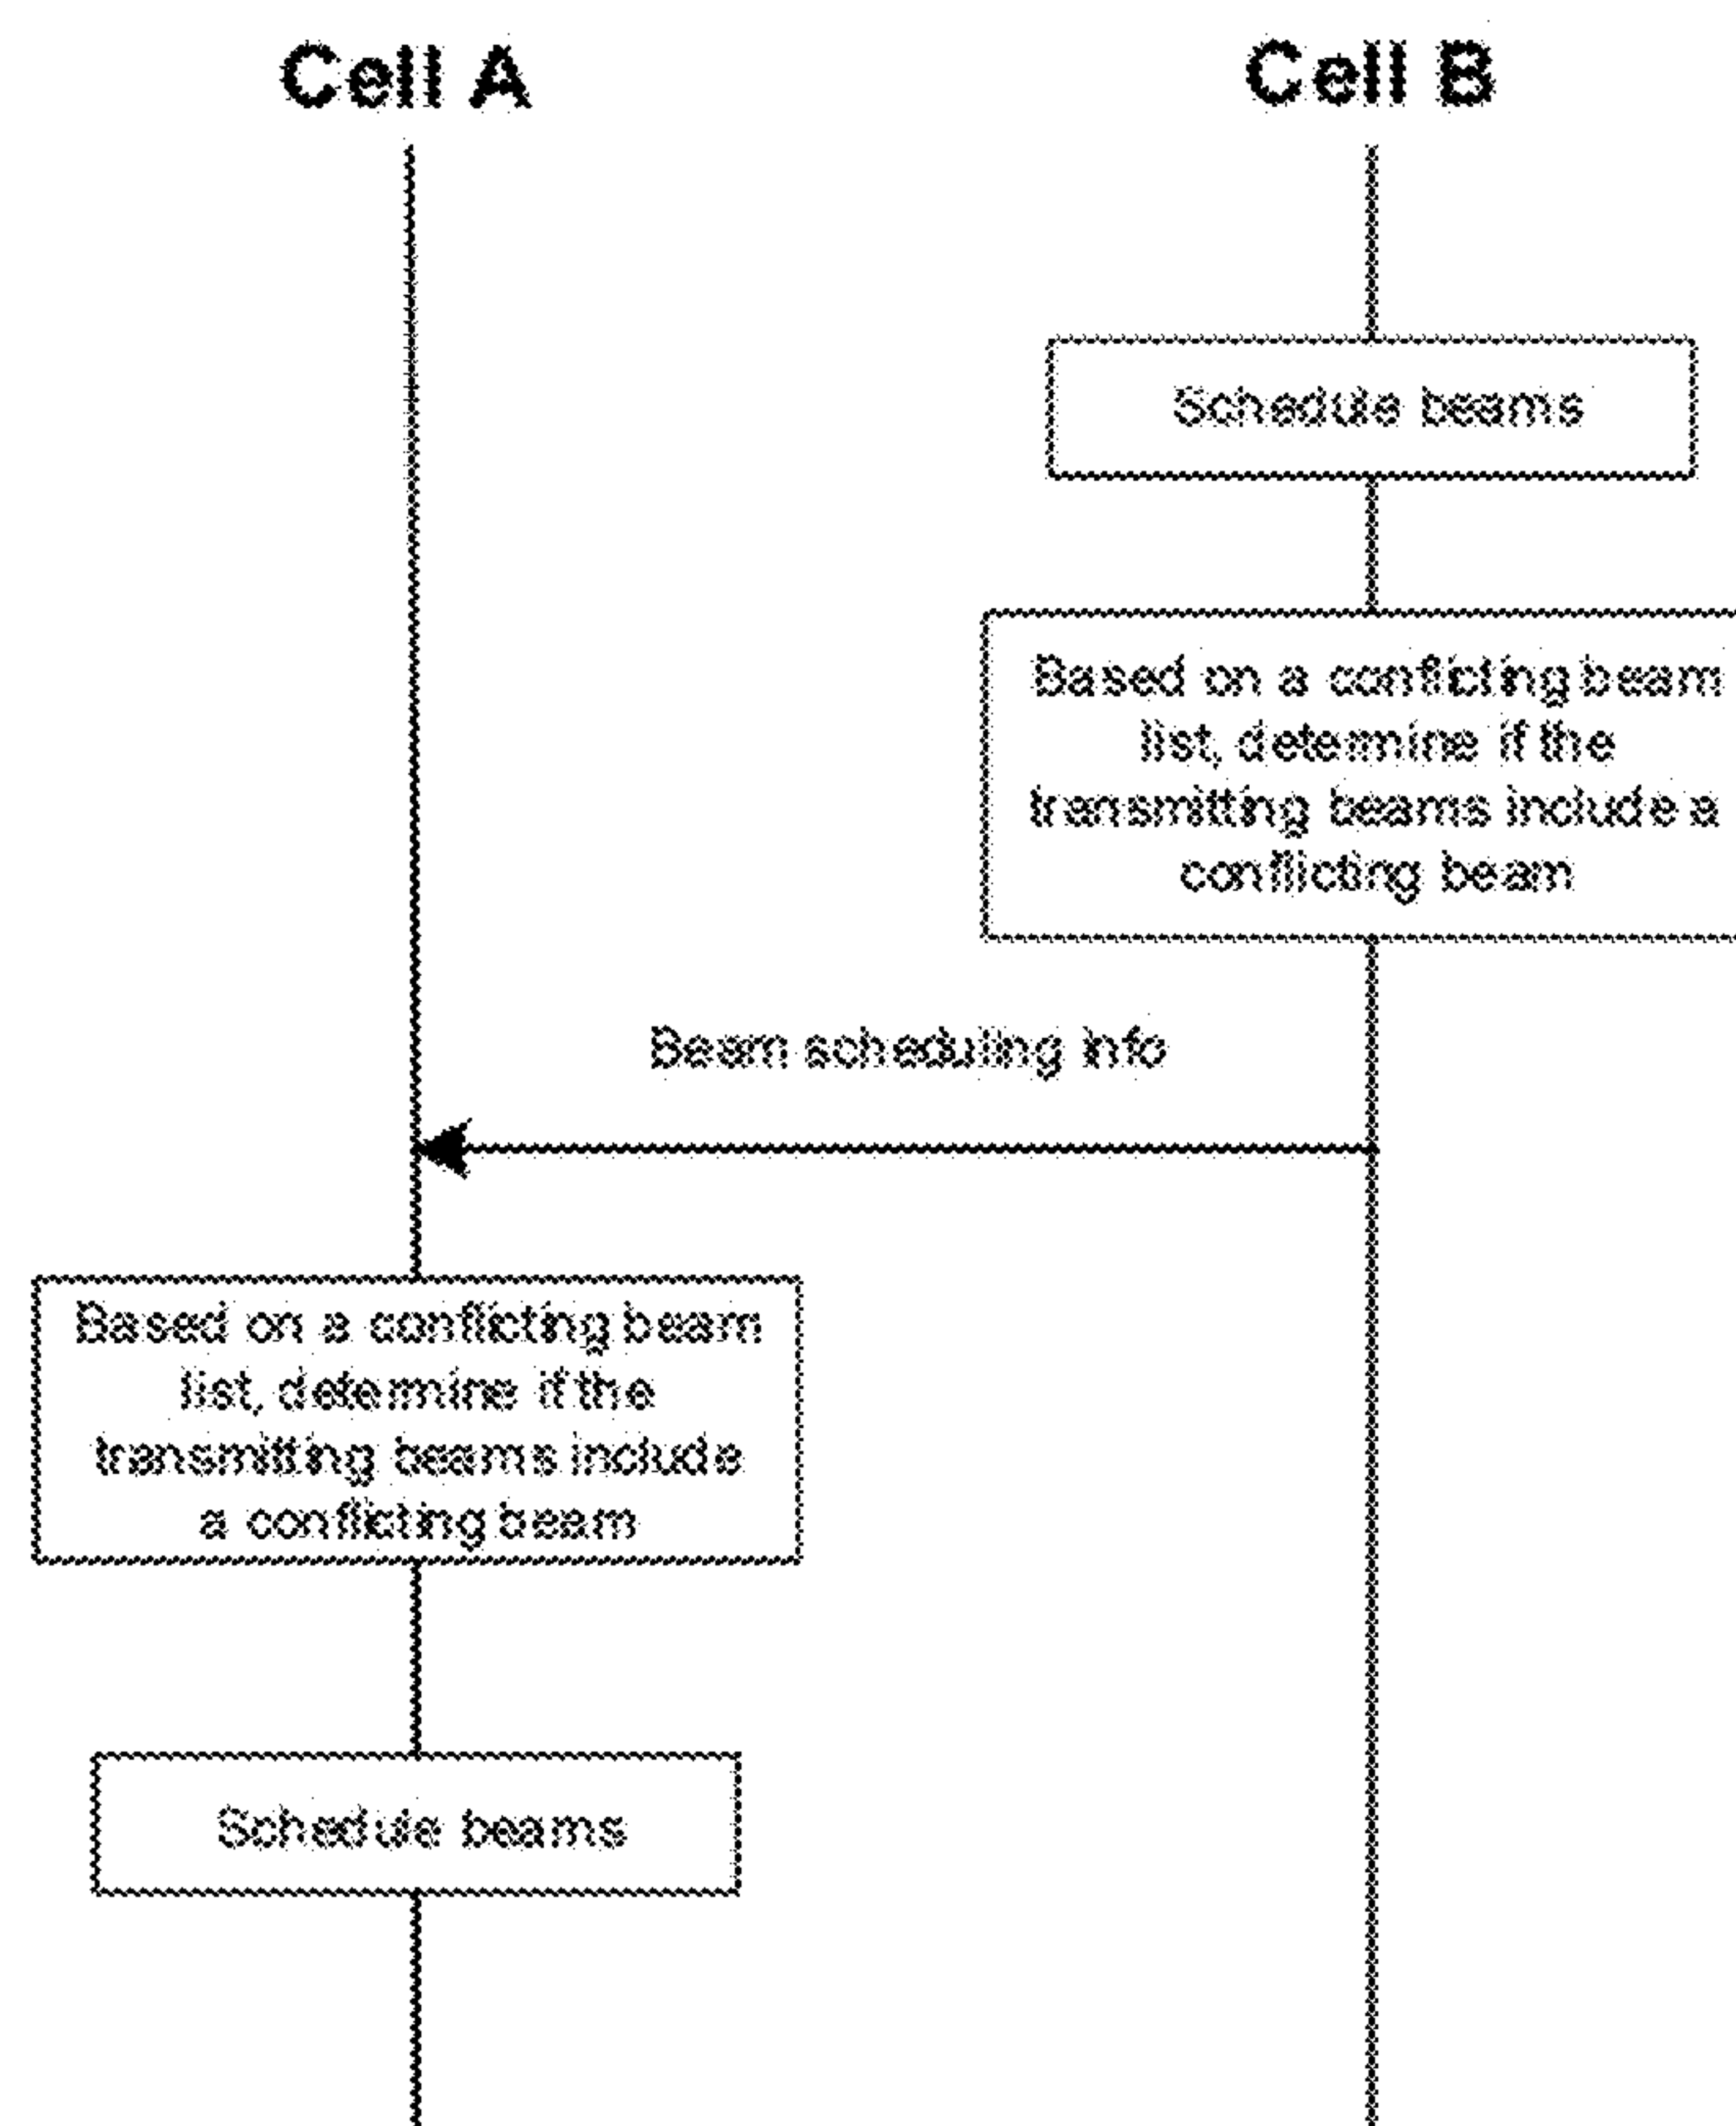 Cell A
Cell B
Schedule beams
Based on a conflicting beam
list, determine if the
transmitting beams include a
conflicting beam
Beam scheduling info
Based on a conflicting beam
list, determine if the
transmitting beams include
a conflicting beam
Schedule beams